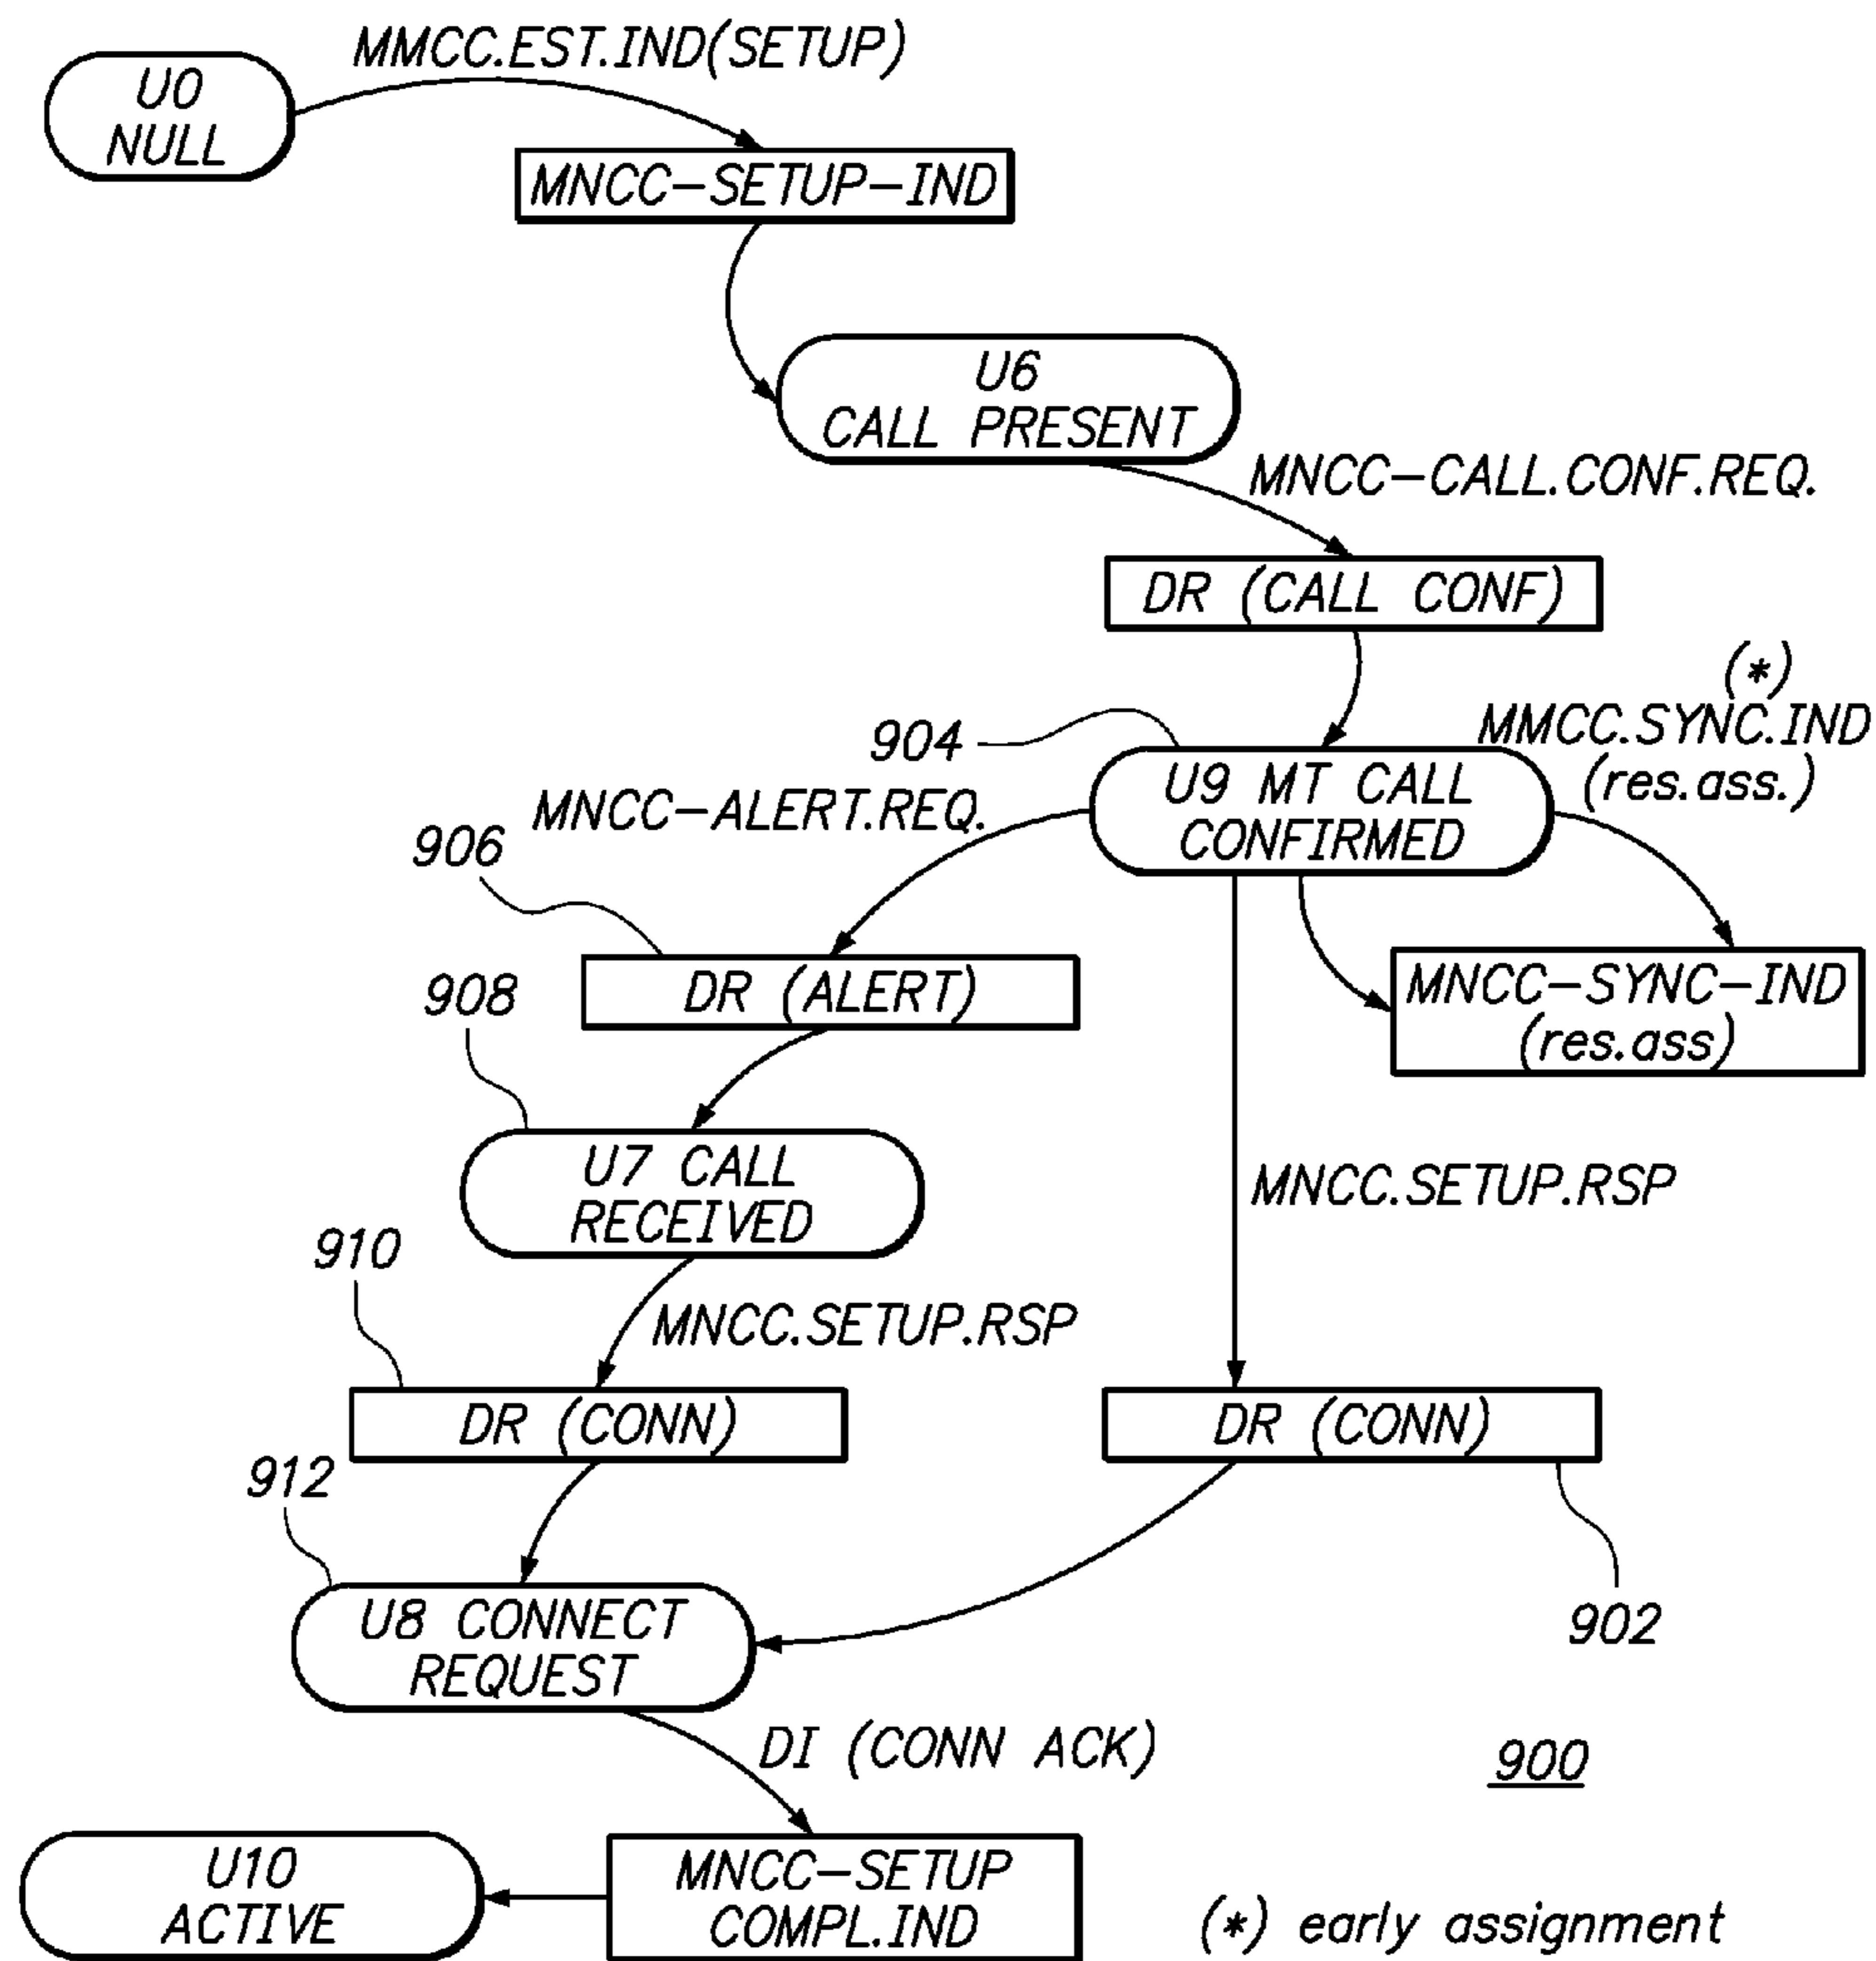 MMCC.EST.IND(SETUP)
U0
NULL
MNCC-SETUP-IND
U6
CALL PRESENT
MNCC-CALL.CONF.REQ.
DR (CALL CONF)
(*)
MMCC.SYNC.IND
(res.ass.)
904
U9 MT CALL
CONFIRMED
MNCC-ALERT.REQ.
906
DR (ALERT)
MNCC-SYNC-IND
(res.ass)
908
U7 CALL
RECEIVED
MNCC.SETUP.RSP
910
MNCC.SETUP.RSP
DR (CONN)
DR (CONN)
912
902
U8 CONNECT
REQUEST
DI (CONN ACK)
900
U10
ACTIVE
MNCC-SETUP
COMPL.IND
(*) early assignment